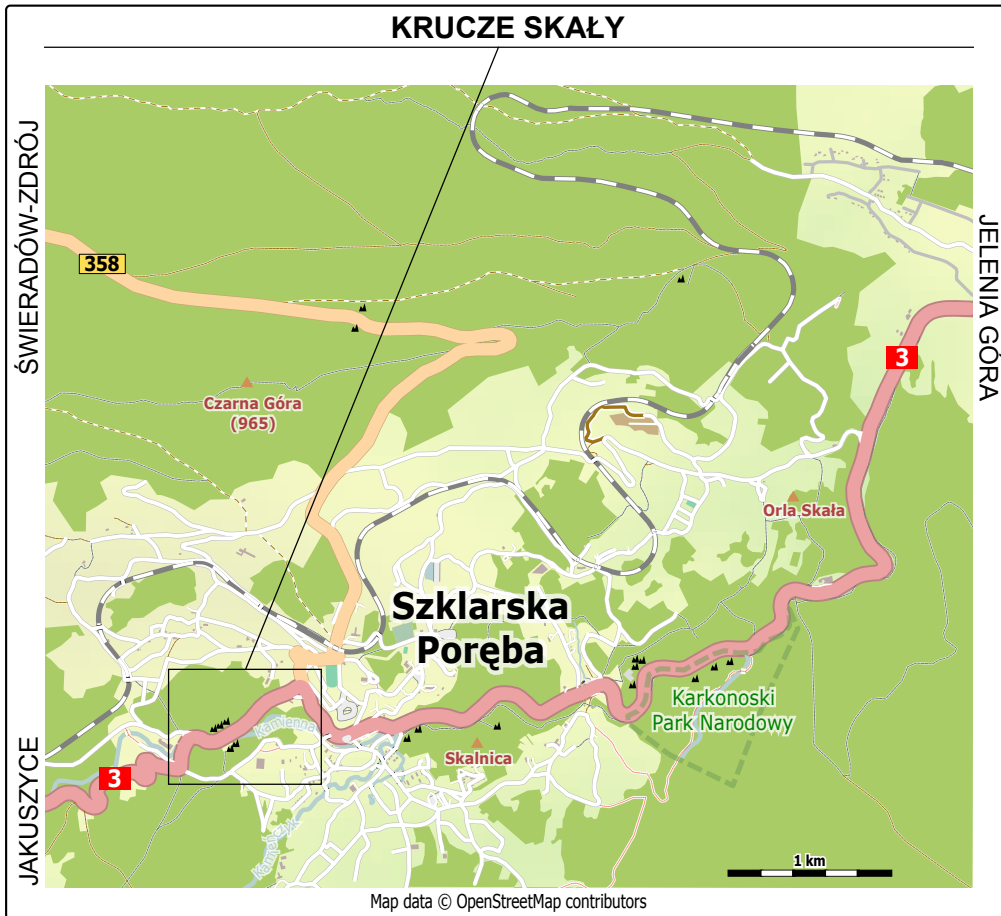 KRUCZE SKAŁY
ŚWIERADÓW-ZDRÓJ
358
JELENIA GÓRA
3
Czarna Góra
(965)
Orla Skała
Szklarska
Poręba
Karkonoski
Park Narodowy
Kamienna
Skalnica
JAKUSZYCE
3
Kamieńczyk
1 km
Map data © OpenStreetMap contributors